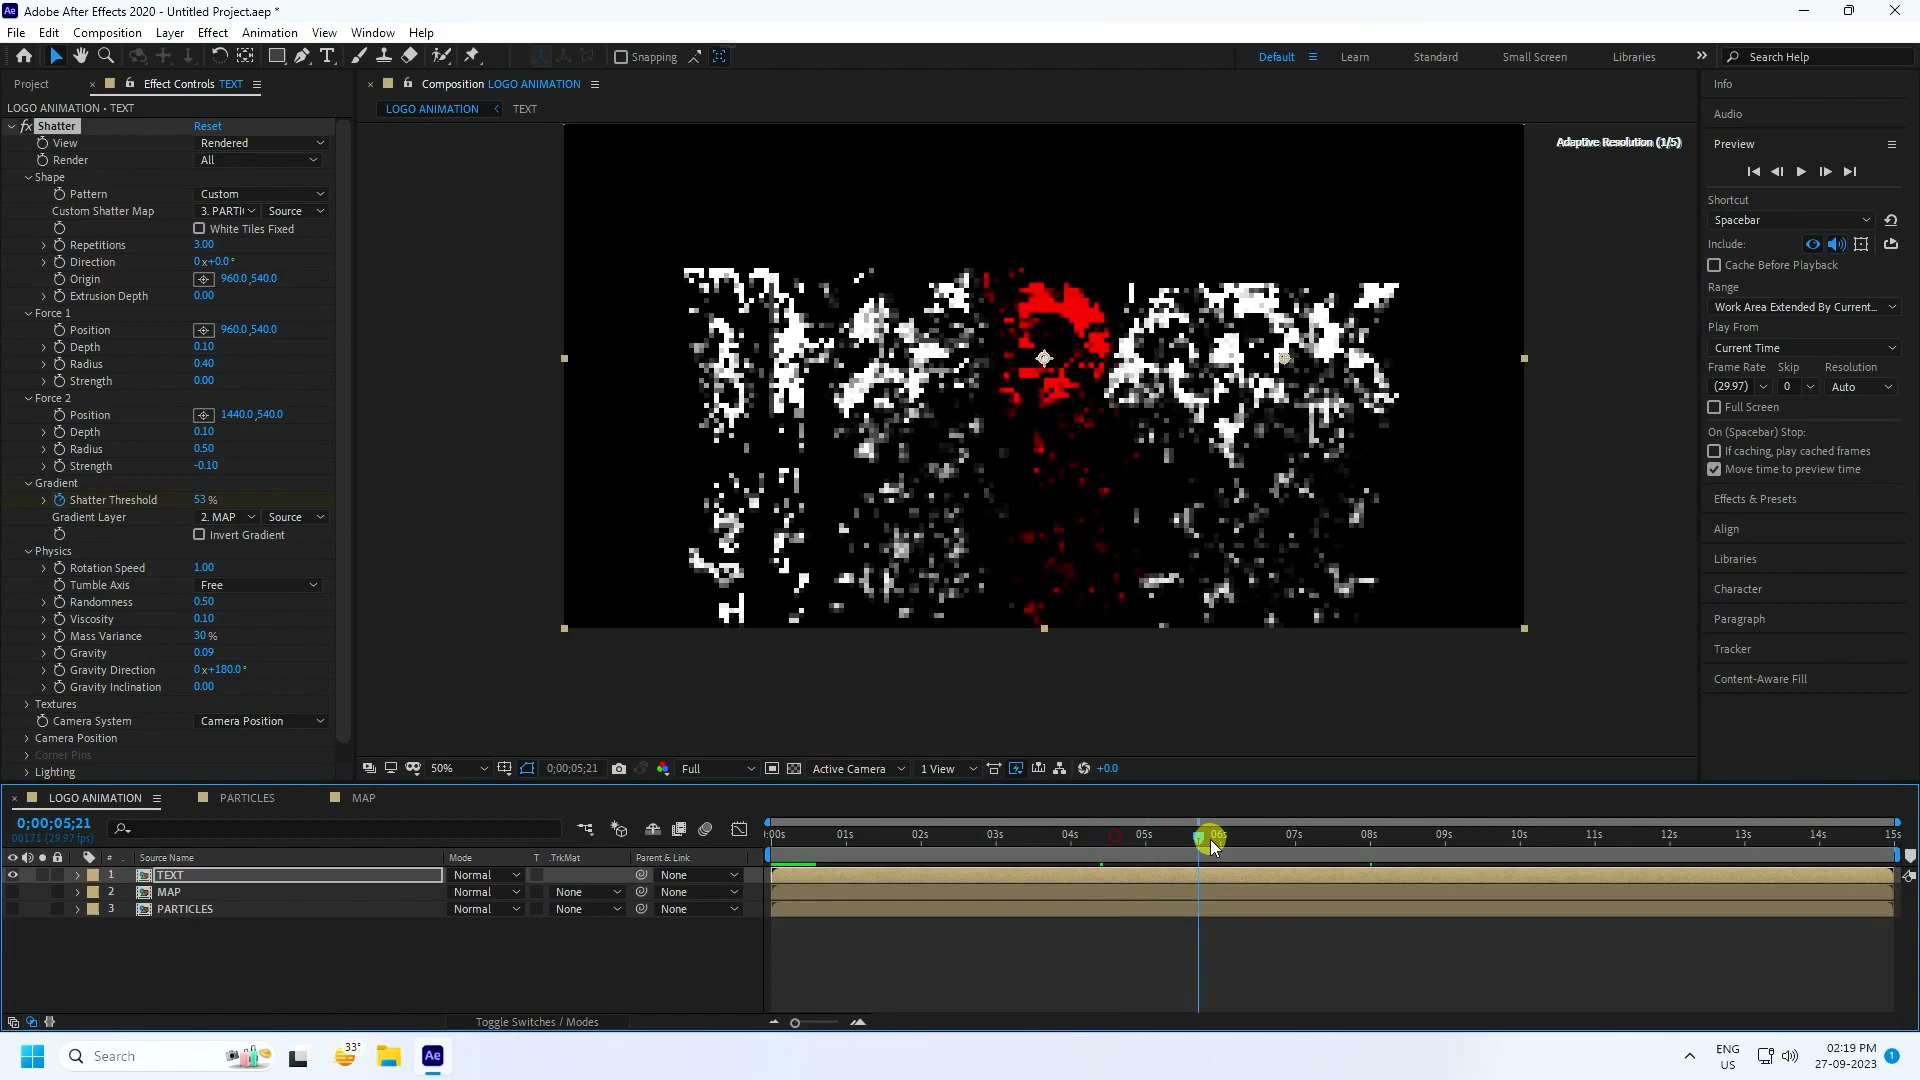 Adobe After Effects 2020 - Untitled Project.aep *
File Edit Composition Layer Effect Animation View Window Help
Snapping
Default Learn Standard Small Screen Libraries Search Help
Project Effect Controls TEXT
Composition LOGO ANIMATION
LOGO ANIMATION • TEXT
LOGO ANIMATION TEXT
Adaptive Resolution (1/5)
Shatter Reset
View Rendered
Render All
Shape
Pattern Custom
Custom Shatter Map 3. PARTI Source
White Tiles Fixed
Repetitions 3.00
Direction 0x+0.0°
Origin 960.0,540.0
Extrusion Depth 0.00
Force 1
Position 960.0,540.0
Depth 0.10
Radius 0.40
Strength 0.00
Force 2
Position 1440.0,540.0
Depth 0.10
Radius 0.50
Strength -0.10
Gradient
Shatter Threshold 53 %
Gradient Layer 2. MAP Source
Invert Gradient
Physics
Rotation Speed 1.00
Tumble Axis Free
Randomness 0.50
Viscosity 0.10
Mass Variance 30 %
Gravity 0.09
Gravity Direction 0x+180.0°
Gravity Inclination 0.00
Textures
Camera System Camera Position
Camera Position
Corner Pins
Lighting
50% 0;00;05;21 Full Active Camera 1 View +0.0
Info
Audio
Preview
Shortcut
Spacebar
Include:
Cache Before Playback
Range
Work Area Extended By Current...
Play From
Current Time
Frame Rate Skip Resolution
(29.97) 0 Auto
Full Screen
On (Spacebar) Stop:
If caching, play cached frames
Move time to preview time
Effects & Presets
Align
Libraries
Character
Paragraph
Tracker
Content-Aware Fill
LOGO ANIMATION PARTICLES MAP
0;00;05;21
00171 (29.97 fps)
:00s 01s 02s 03s 04s 05s 06s 07s 08s 09s 10s 11s 12s 13s 14s 15s
# Source Name Mode T .TrkMat Parent & Link
1 TEXT Normal None
2 MAP Normal None None
3 PARTICLES Normal None None
Toggle Switches / Modes
Search
33°
Ae
ENG
US
02:19 PM
27-09-2023
1